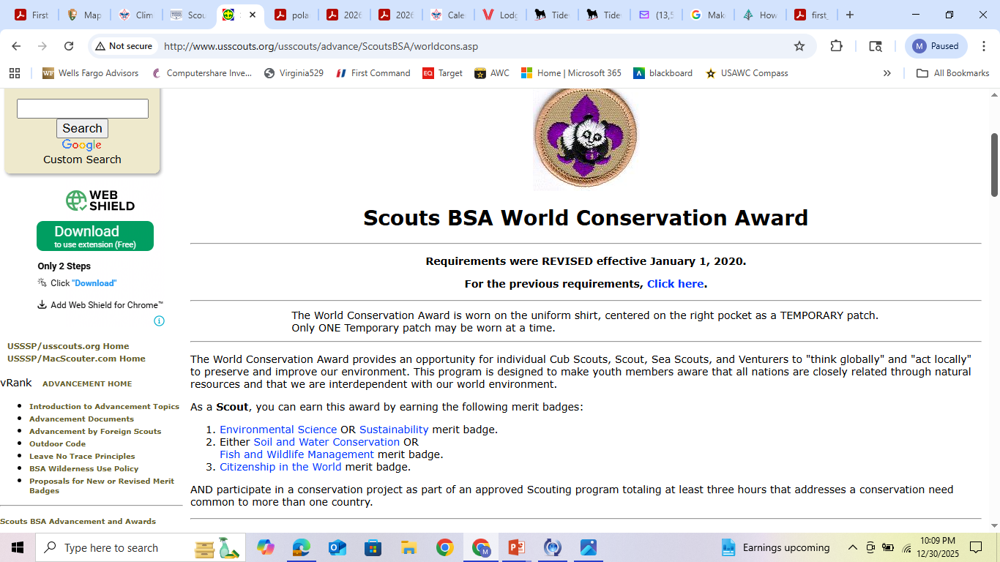 First
Map
Clim
Scou
pola
2026
2026
Cale
Lodg
Tide
Tide
(13,5
Mak
How
first_
Not secure
http://www.usscouts.org/usscouts/advance/ScoutsBSA/worldcons.asp
M Paused
Wells Fargo Advisors
Computershare Inve...
Virginia529
First Command
Target
AWC
Home | Microsoft 365
blackboard
USAWC Compass
All Bookmarks
Search
Google
Custom Search
WEB
SHIELD
Download
to use extension (Free)
Only 2 Steps
Click "Download"
Add Web Shield for Chrome™
USSSP/usscouts.org Home
USSSP/MacScouter.com Home
vRank ADVANCEMENT HOME
Introduction to Advancement Topics
Advancement Documents
Advancement by Foreign Scouts
Outdoor Code
Leave No Trace Principles
BSA Wilderness Use Policy
Proposals for New or Revised Merit
Badges
Scouts BSA Advancement and Awards
Scouts BSA World Conservation Award
Requirements were REVISED effective January 1, 2020.
For the previous requirements, Click here.
The World Conservation Award is worn on the uniform shirt, centered on the right pocket as a TEMPORARY patch.
Only ONE Temporary patch may be worn at a time.
The World Conservation Award provides an opportunity for individual Cub Scouts, Scout, Sea Scouts, and Venturers to "think globally" and "act locally"
to preserve and improve our environment. This program is designed to make youth members aware that all nations are closely related through natural
resources and that we are interdependent with our world environment.
As a Scout, you can earn this award by earning the following merit badges:
1. Environmental Science OR Sustainability merit badge.
2. Either Soil and Water Conservation OR
Fish and Wildlife Management merit badge.
3. Citizenship in the World merit badge.
AND participate in a conservation project as part of an approved Scouting program totaling at least three hours that addresses a conservation need
common to more than one country.
Type here to search
Earnings upcoming
10:09 PM
12/30/2025